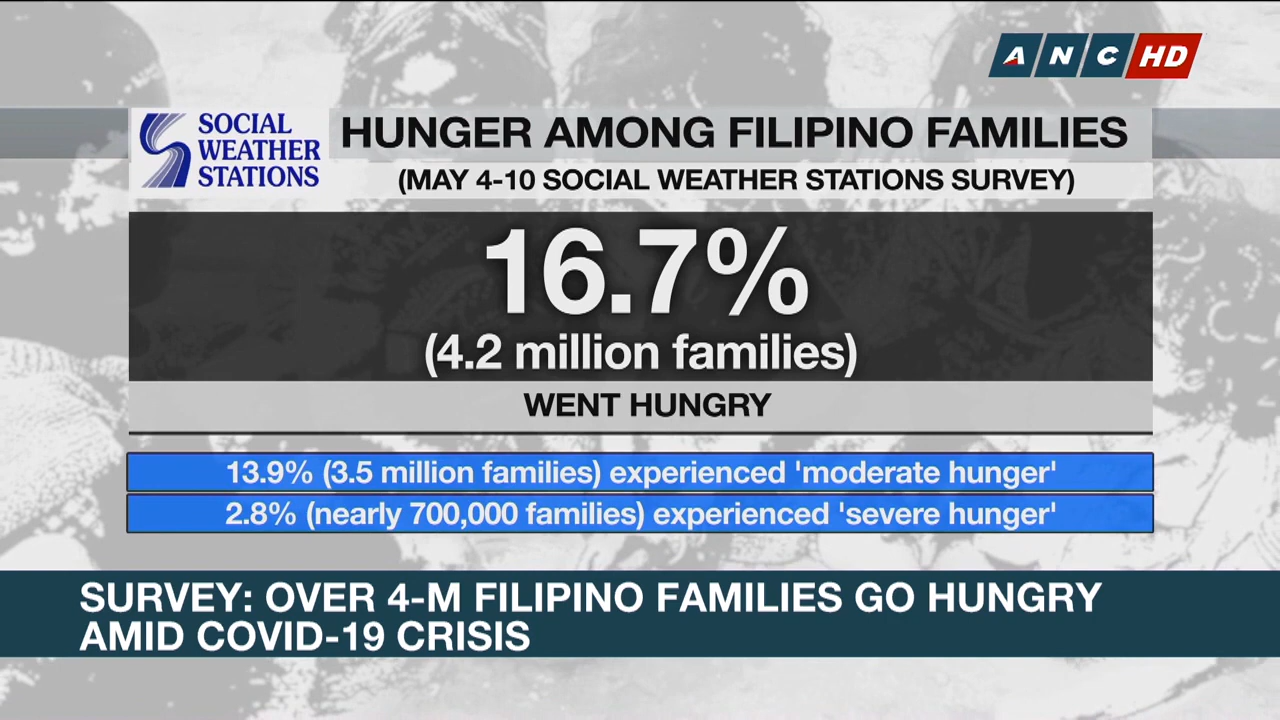 ANC HD
SOCIAL
WEATHER
STATIONS
HUNGER AMONG FILIPINO FAMILIES
(MAY 4-10 SOCIAL WEATHER STATIONS SURVEY)
16.7%
(4.2 million families)
WENT HUNGRY
13.9% (3.5 million families) experienced 'moderate hunger'
2.8% (nearly 700,000 families) experienced 'severe hunger'
SURVEY: OVER 4-M FILIPINO FAMILIES GO HUNGRY
AMID COVID-19 CRISIS